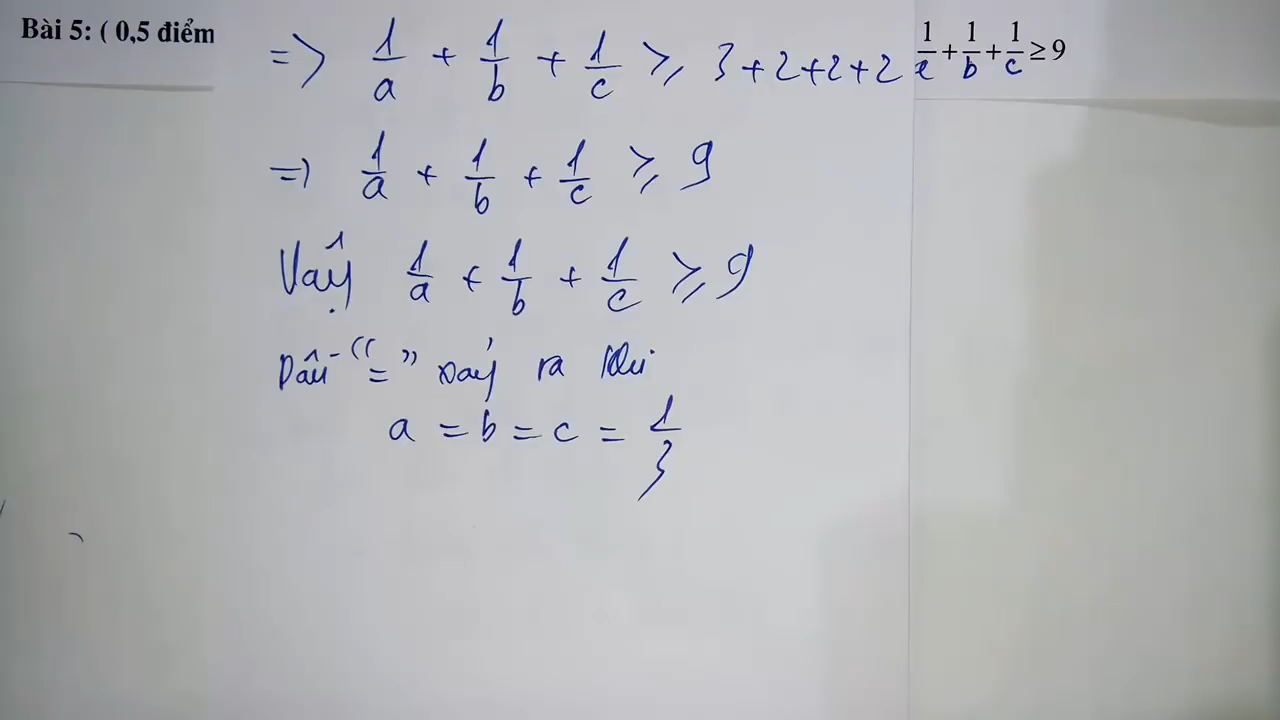 Bài 5: ( 0,5 điểm
1/a + 1/b + 1/c ≥ 9
=> 1/a + 1/b + 1/c ≥ 3+2+2+2
=> 1/a + 1/b + 1/c ≥ 9
Vậy 1/a + 1/b + 1/c ≥ 9
Dấu “=” xảy ra khi
a = b = c = 1/3